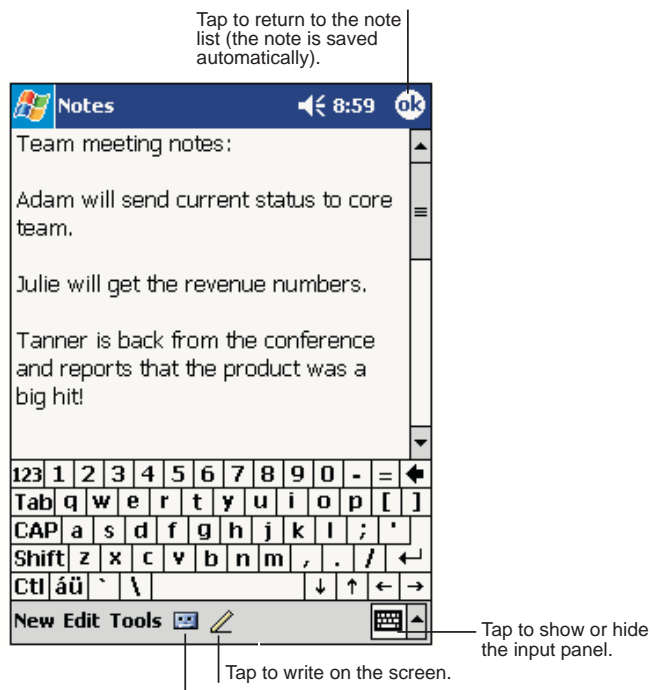 Tap to return to the note
list (the note is saved
automatically).
Notes 8:59 ok
Team meeting notes:
Adam will send current status to core
team.
Julie will get the revenue numbers.
Tanner is back from the conference
and reports that the product was a
big hit!
123 1 2 3 4 5 6 7 8 9 0 - =
Tab q w e r t y u i o p [ ]
CAP a s d f g h j k l ; '
Shift z x c v b n m , . / ↵
Ctl áü ` \ ↓ ↑ ← →
New Edit Tools
Tap to show or hide
the input panel.
Tap to write on the screen.